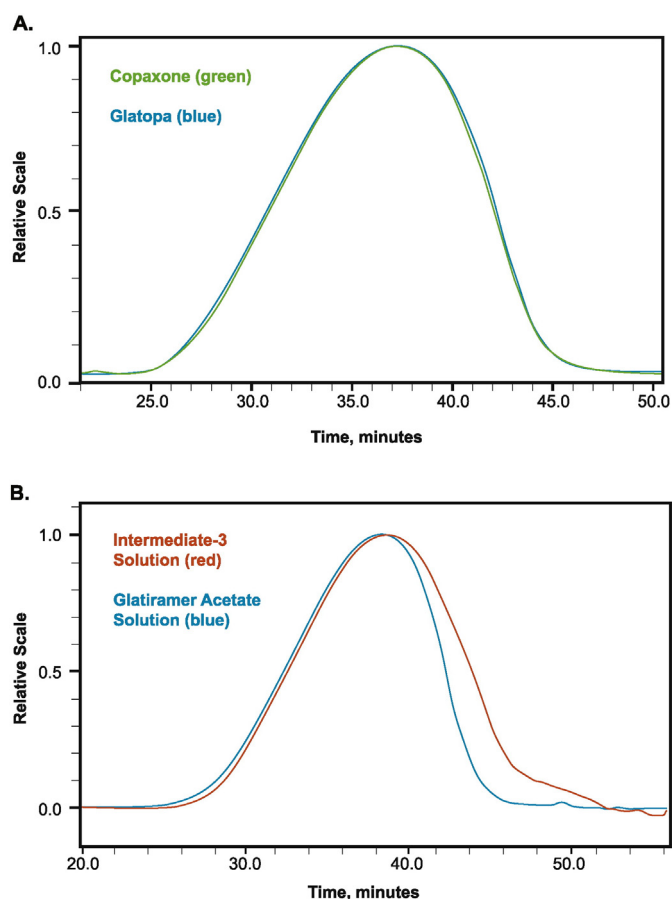 A.
1.0
Copaxone (green)
Glatopa (blue)
Relative Scale
0.5
0.0
25.0 30.0 35.0 40.0 45.0 50.0
Time, minutes
B.
1.0
Intermediate-3
Solution (red)
Glatiramer Acetate
Solution (blue)
Relative Scale
0.5
0.0
20.0 30.0 40.0 50.0
Time, minutes